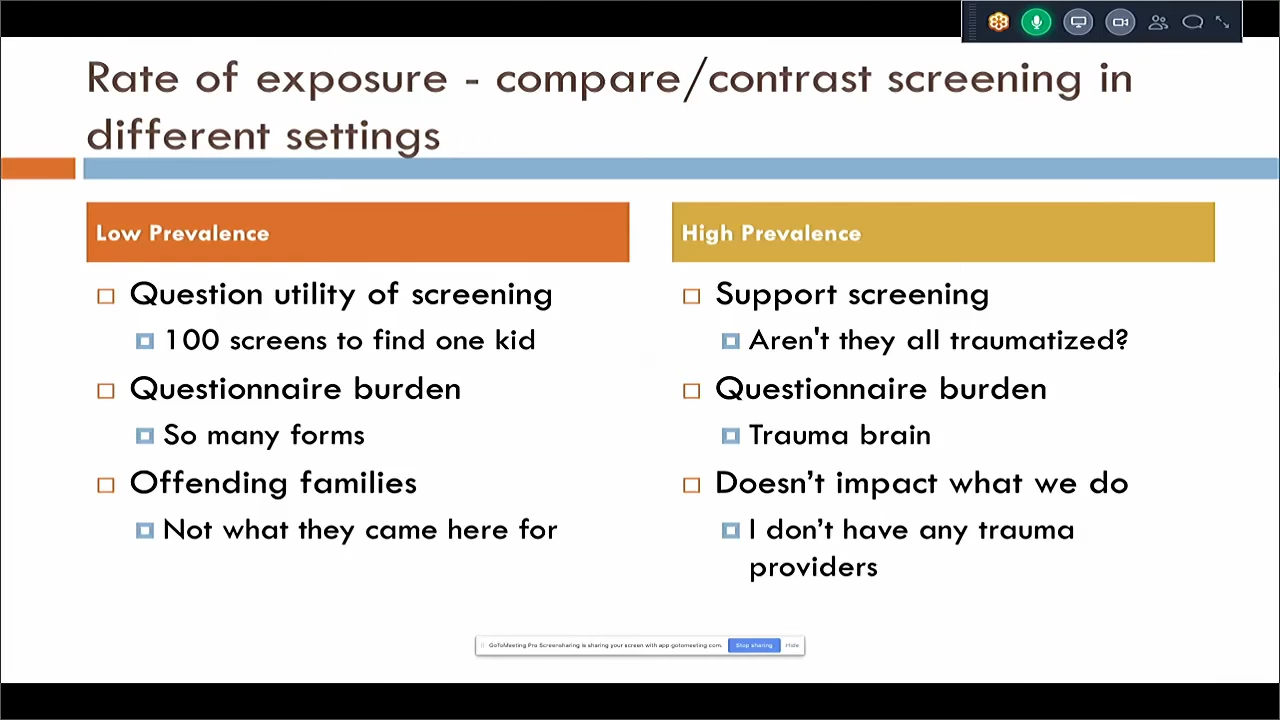 Rate of exposure - compare/contrast screening in
different settings
Low Prevalence
Question utility of screening
100 screens to find one kid
Questionnaire burden
So many forms
Offending families
Not what they came here for
High Prevalence
Support screening
Aren't they all traumatized?
Questionnaire burden
Trauma brain
Doesn’t impact what we do
I don’t have any trauma
providers
GoToMeeting Pro Screensharing is sharing your screen with app.gotomeeting.com.
Stop sharing
Hide